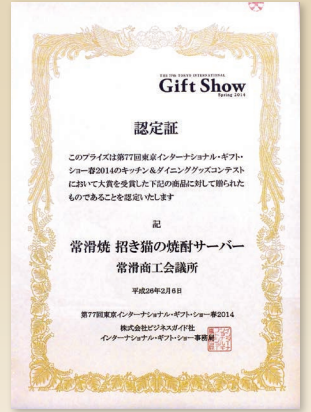 THE 77th TOKYO INTERNATIONAL
Gift Show
Spring 2014
認定証
このプライズは第77回東京インターナショナル・ギフト・
ショー春2014のキッチン＆ダイニンググッズコンテスト
において大賞を受賞した下記の商品に対して贈られた
ものであることを認定いたします
記
常滑焼 招き猫の焼酎サーバー
常滑商工会議所
平成26年2月6日
第77回東京インターナショナル・ギフト・ショー春2014
株式会社ビジネスガイド社
インターナショナル・ギフト・ショー事務局